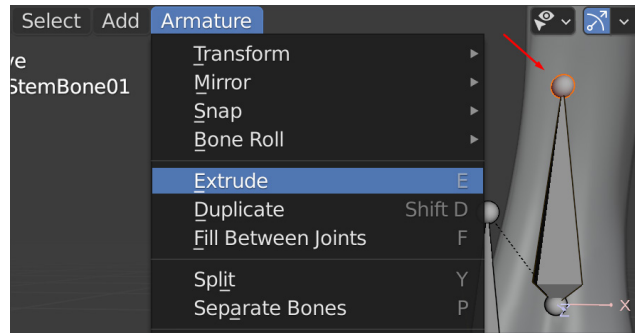 Select Add Armature
Transform
Mirror
Snap
Bone Roll
Extrude E
Duplicate Shift D
Fill Between Joints F
Split Y
Separate Bones P
ve
StemBone01
X
Z